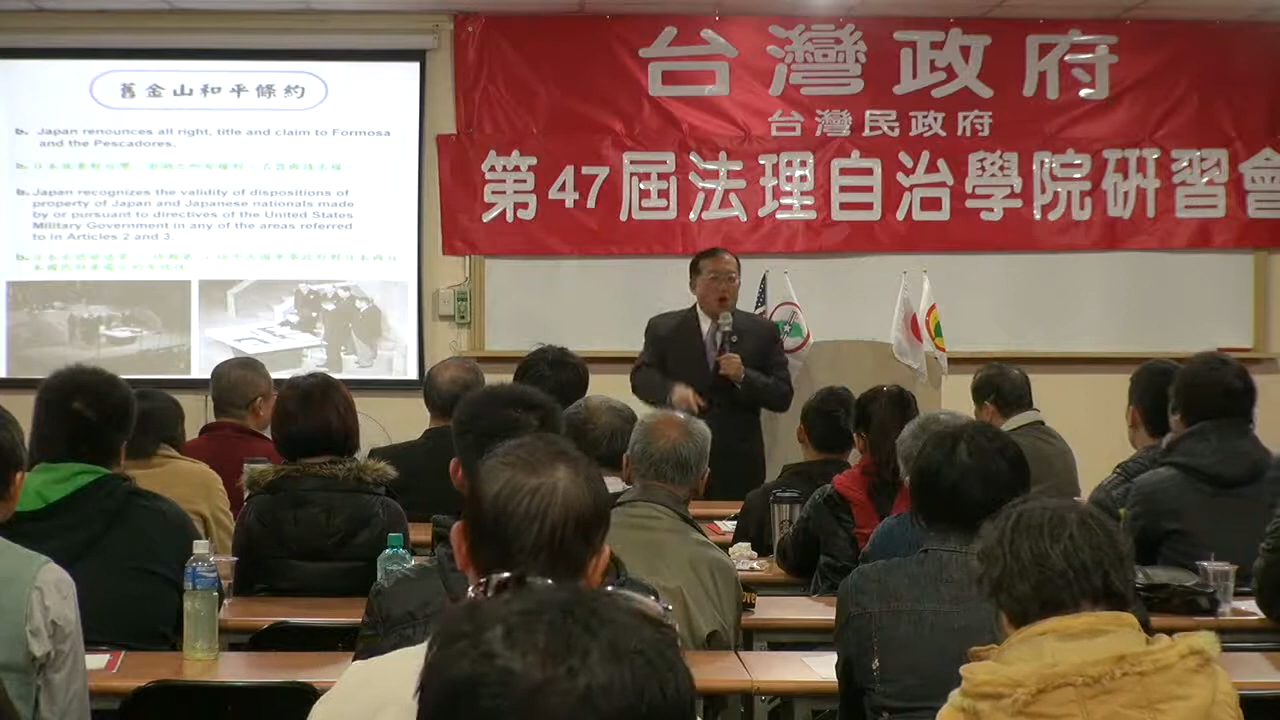 舊金山和平條約
b. Japan renounces all right, title and claim to Formosa
and the Pescadores.
b. Japan recognizes the validity of dispositions of
property of Japan and Japanese nationals made
by or pursuant to directives of the United States
Military Government in any of the areas referred
to in Articles 2 and 3.
台灣政府
台灣民政府
第47屆法理自治學院研習會